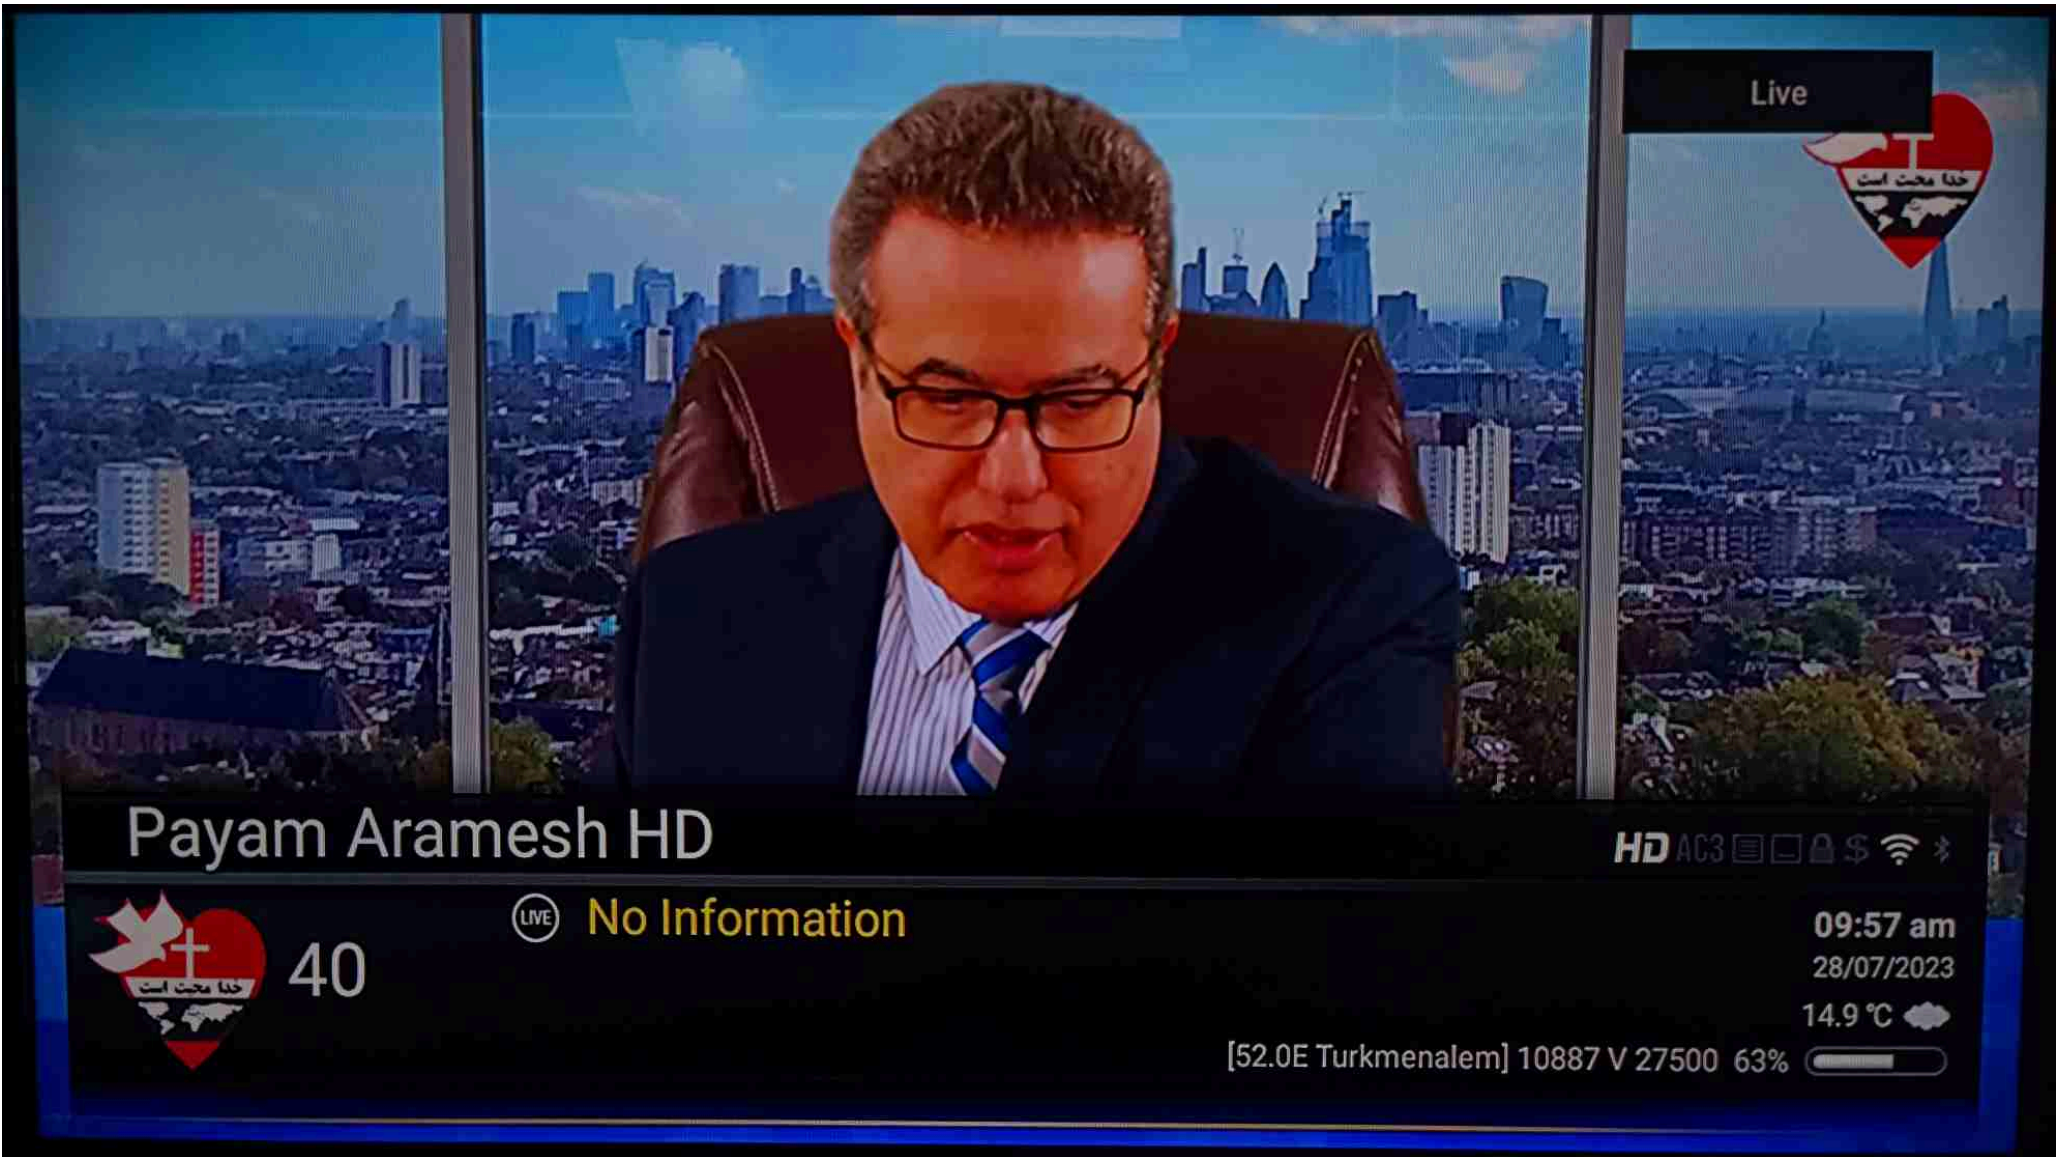 Live
خدا محبت است
Payam Aramesh HD
HD AC3 $
LIVE No Information
40
خدا محبت است
09:57 am
28/07/2023
14.9 °C
[52.0E Turkmenalem] 10887 V 27500 63%